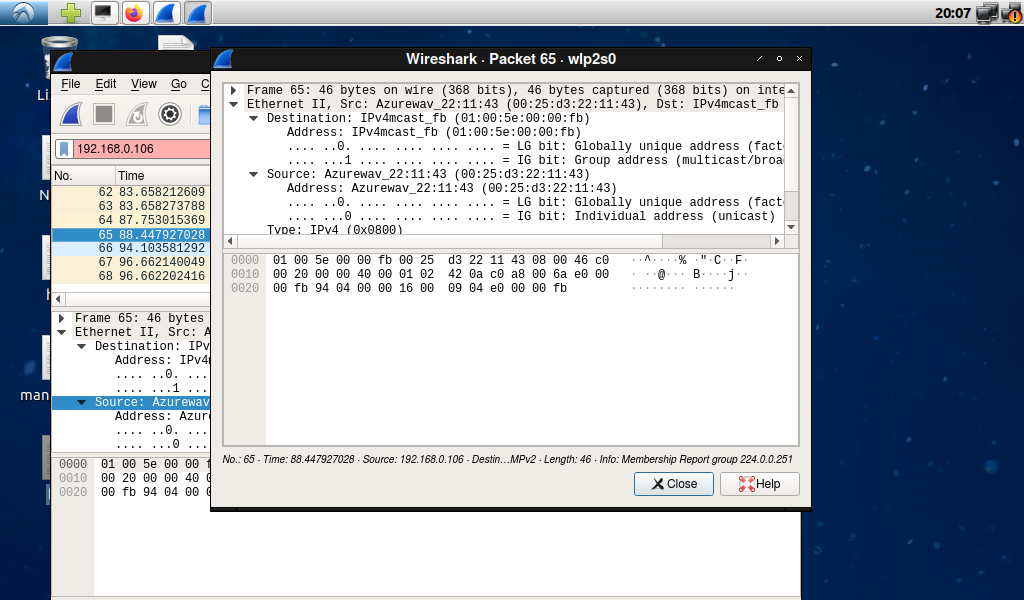 20:07
Wireshark · Packet 65 · wlp2s0
File Edit View Go
192.168.0.106
No. Time
62 83.658212609
63 83.658273788
64 87.753015369
65 88.447927028
66 94.103581292
67 96.662140049
68 96.662202416
Frame 65: 46 bytes
Ethernet II, Src: A
Destination: IPv
Address: IPv4
.... ..0. ...
.... ...1 ...
Source: Azurewav
Address: Azur
.... ..0. ...
.... ...0 ...
0000 01 00 5e 00 00
0010 00 20 00 00 40 0
0020 00 fb 94 04 00 0
Frame 65: 46 bytes on wire (368 bits), 46 bytes captured (368 bits) on inte
Ethernet II, Src: Azurewav_22:11:43 (00:25:d3:22:11:43), Dst: IPv4mcast_fb
Destination: IPv4mcast_fb (01:00:5e:00:00:fb)
Address: IPv4mcast_fb (01:00:5e:00:00:fb)
.... ..0. .... .... .... .... = LG bit: Globally unique address (fact
.... ...1 .... .... .... .... = IG bit: Group address (multicast/broa
Source: Azurewav_22:11:43 (00:25:d3:22:11:43)
Address: Azurewav_22:11:43 (00:25:d3:22:11:43)
.... ..0. .... .... .... .... = LG bit: Globally unique address (fact
.... ...0 .... .... .... .... = IG bit: Individual address (unicast)
Type: IPv4 (0x0800)
0000 01 00 5e 00 00 fb 00 25 d3 22 11 43 08 00 46 c0 ··^····% ·"·C··F·
0010 00 20 00 00 40 00 01 02 42 0a c0 a8 00 6a e0 00 · ··@··· B····j··
0020 00 fb 94 04 00 00 16 00 09 04 e0 00 00 fb ········ ······
No.: 65 · Time: 88.447927028 · Source: 192.168.0.106 · Destin...MPv2 · Length: 46 · Info: Membership Report group 224.0.0.251
Close
Help
Li
N
man